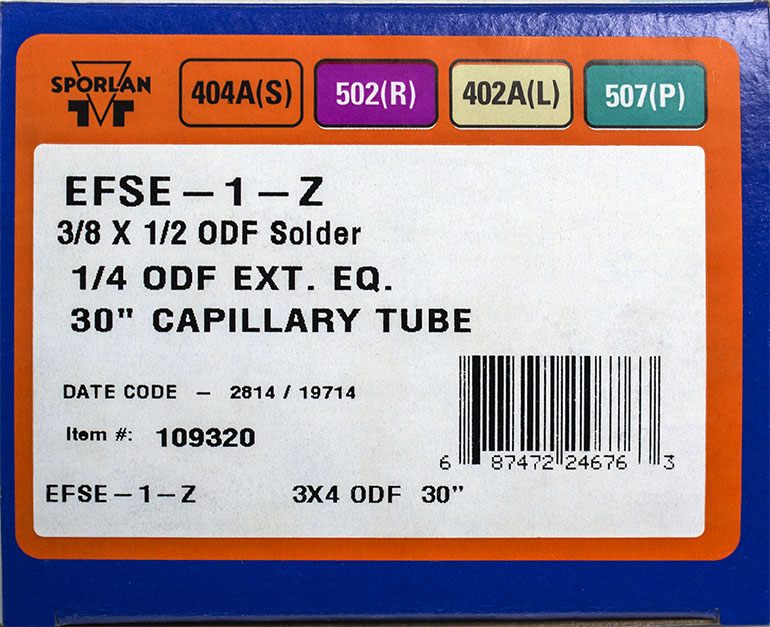 SPORLAN
404A(S) 502(R) 402A(L) 507(P)
EFSE – 1 – Z
3/8 X 1/2 ODF Solder
1/4 ODF EXT. EQ.
30" CAPILLARY TUBE
DATE CODE – 2814 / 19714
Item #: 109320
6 87472 24676 3
EFSE – 1 – Z 3X4 ODF 30"